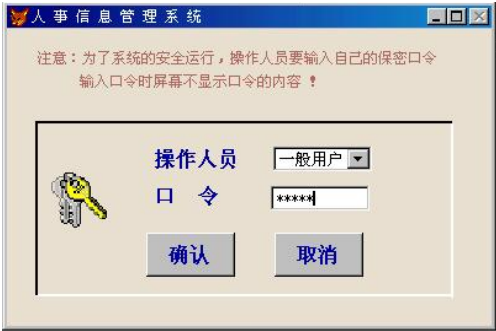 人事信息管理系统
注意：为了系统的安全运行，操作人员要输入自己的保密口令
输入口令时屏幕不显示口令的内容！
操作人员 一般用户
口 令 *****
确认 取消